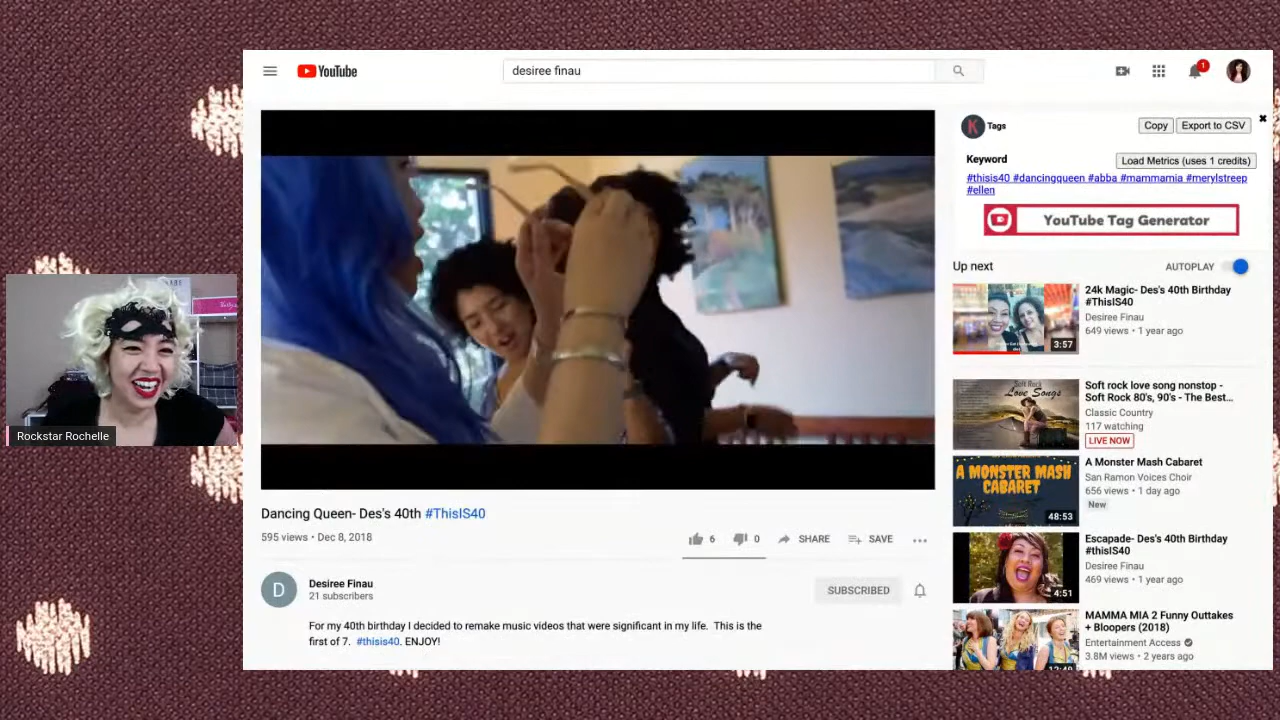 YouTube
desiree finau
1
K Tags
Copy
Export to CSV
Keyword
Load Metrics (uses 1 credits)
#thisis40 #dancingqueen #abba #mammamia #merylstreep
#ellen
YouTube Tag Generator
Up next
AUTOPLAY
24k Magic- Des's 40th Birthday
#ThisIS40
Desiree Finau
649 views • 1 year ago
3:57
Soft Rock
Love Songs
Soft rock love song nonstop -
Soft Rock 80's, 90's - The Best...
Classic Country
117 watching
LIVE NOW
A MONSTER MASH
CABARET
48:53
A Monster Mash Cabaret
San Ramon Voices Choir
656 views • 1 day ago
New
Escapade- Des's 40th Birthday
#thisIS40
Desiree Finau
469 views • 1 year ago
4:51
MAMMA MIA 2 Funny Outtakes
+ Bloopers (2018)
Entertainment Access
3.8M views • 2 years ago
12:49
Rockstar Rochelle
Dancing Queen- Des's 40th #ThisIS40
595 views • Dec 8, 2018
6
0
SHARE
SAVE
D
Desiree Finau
21 subscribers
SUBSCRIBED
For my 40th birthday I decided to remake music videos that were significant in my life. This is the
first of 7. #thisis40. ENJOY!